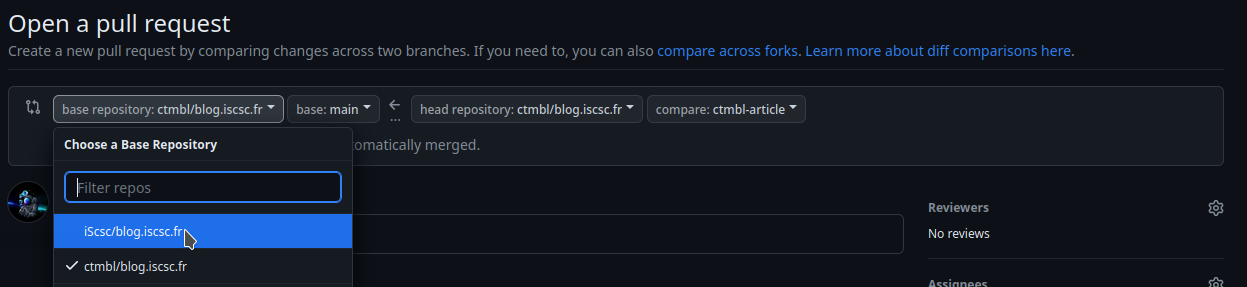 Open a pull request
Create a new pull request by comparing changes across two branches. If you need to, you can also compare across forks. Learn more about diff comparisons here.
base repository: ctmbl/blog.iscsc.fr base: main ... head repository: ctmbl/blog.iscsc.fr compare: ctmbl-article
Choose a Base Repository
omatically merged.
Filter repos
iScsc/blog.iscsc.fr
ctmbl/blog.iscsc.fr
Reviewers
No reviews
Assignees